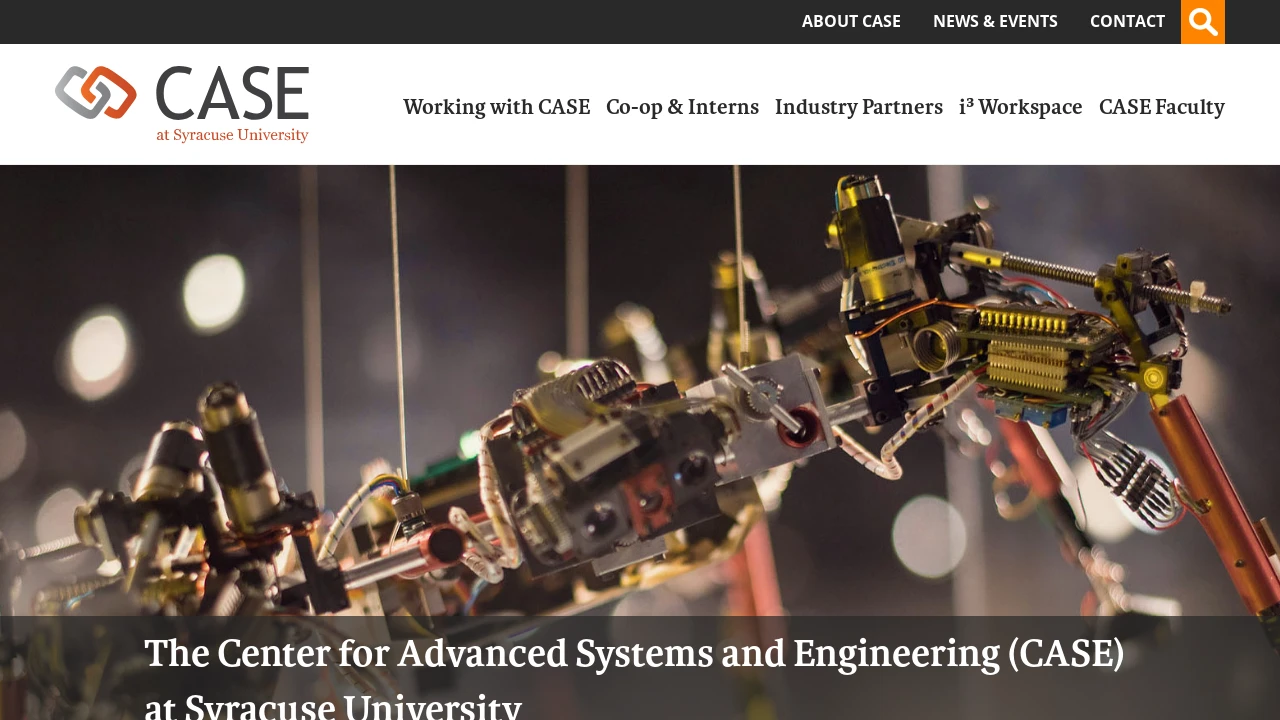 ABOUT CASE NEWS & EVENTS CONTACT
CASE
at Syracuse University
Working with CASE Co-op & Interns Industry Partners i³ Workspace CASE Faculty
The Center for Advanced Systems and Engineering (CASE)
at Syracuse University